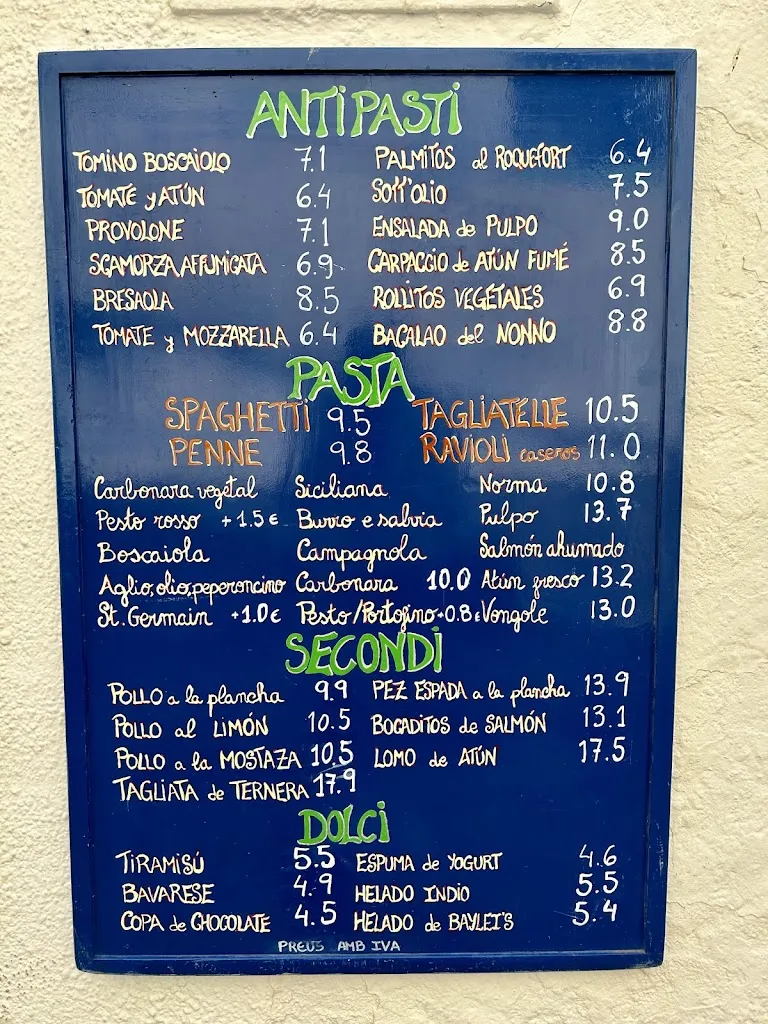 ANTIPASTI
TOMINO BOSCAIOLO 7.1 PALMITOS al ROQUEFORT 6.4
TOMATE y ATÚN 6.4 SOTT'OLIO 7.5
PROVOLONE 7.1 ENSALADA de PULPO 9.0
SCAMORZA AFFUMICATA 6.9 CARPACCIO de ATÚN FUMÉ 8.5
BRESAOLA 8.5 ROLLITOS VEGETALES 6.9
TOMATE y MOZZARELLA 6.4 BACALAO del NONNO 8.8
PASTA
SPAGHETTI 9.5 TAGLIATELLE 10.5
PENNE 9.8 RAVIOLI caseros 11.0
Carbonara vegetal Siciliana Norma 10.8
Pesto rosso +1.5€ Burro e salvia Pulpo 13.7
Boscaiola Campagnola Salmón ahumado
Aglio, olio, peperoncino Carbonara 10.0 Atún fresco 13.2
St. Germain +1.0€ Pesto/Portofino+0.8€ Vongole 13.0
SECONDI
POLLO a la plancha 9.9 PEZ ESPADA a la plancha 13.9
POLLO al LIMÓN 10.5 BOCADITOS de SALMÓN 13.1
POLLO a la MOSTAZA 10.5 LOMO de ATÚN 17.5
TAGLIATA de TERNERA 17.9
DOLCI
TIRAMISÚ 5.5 ESPUMA de YOGURT 4.6
BAVARESE 4.9 HELADO INDIO 5.5
COPA de CHOCOLATE 4.5 HELADO de BAYLEI'S 5.4
PREUS AMB IVA